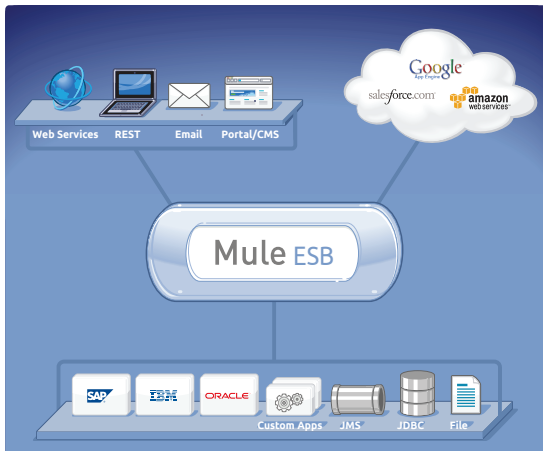 Google
App Engine
salesforce.com
amazon
web services™
Web Services REST Email Portal/CMS
Mule ESB
SAP IBM ORACLE
Custom Apps JMS JDBC File